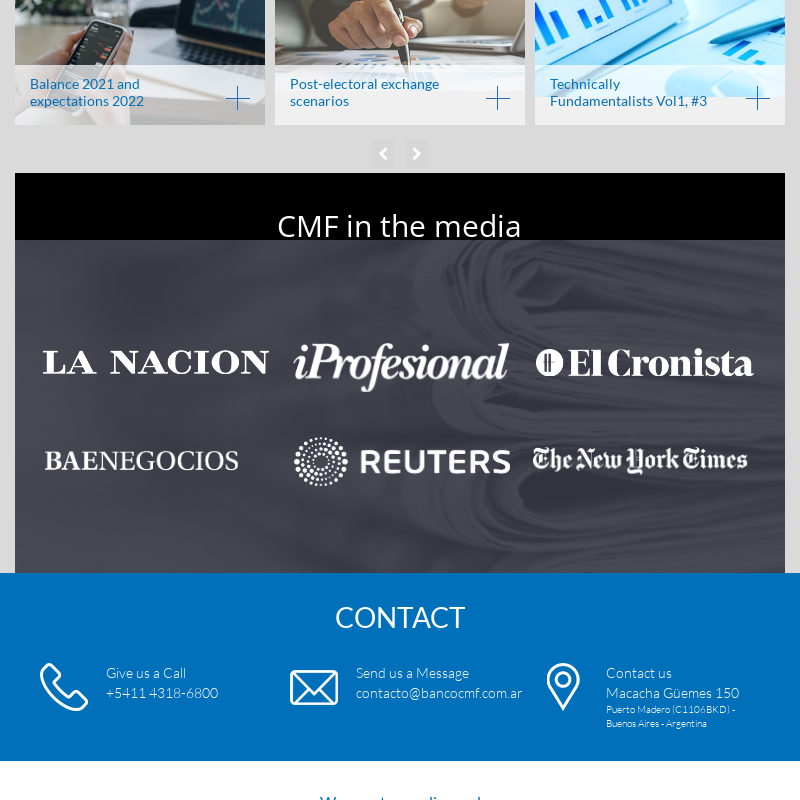 Balance 2021 and
expectations 2022
Post-electoral exchange
scenarios
Technically
Fundamentalists Vol1, #3
CMF in the media
LA NACION
iProfesional
El Cronista
BAENEGOCIOS
REUTERS
The New York Times
CONTACT
Give us a Call
+5411 4318-6800
Send us a Message
contacto@bancocmf.com.ar
Contact us
Macacha Güemes 150
Puerto Madero (C1106BKD) -
Buenos Aires - Argentina